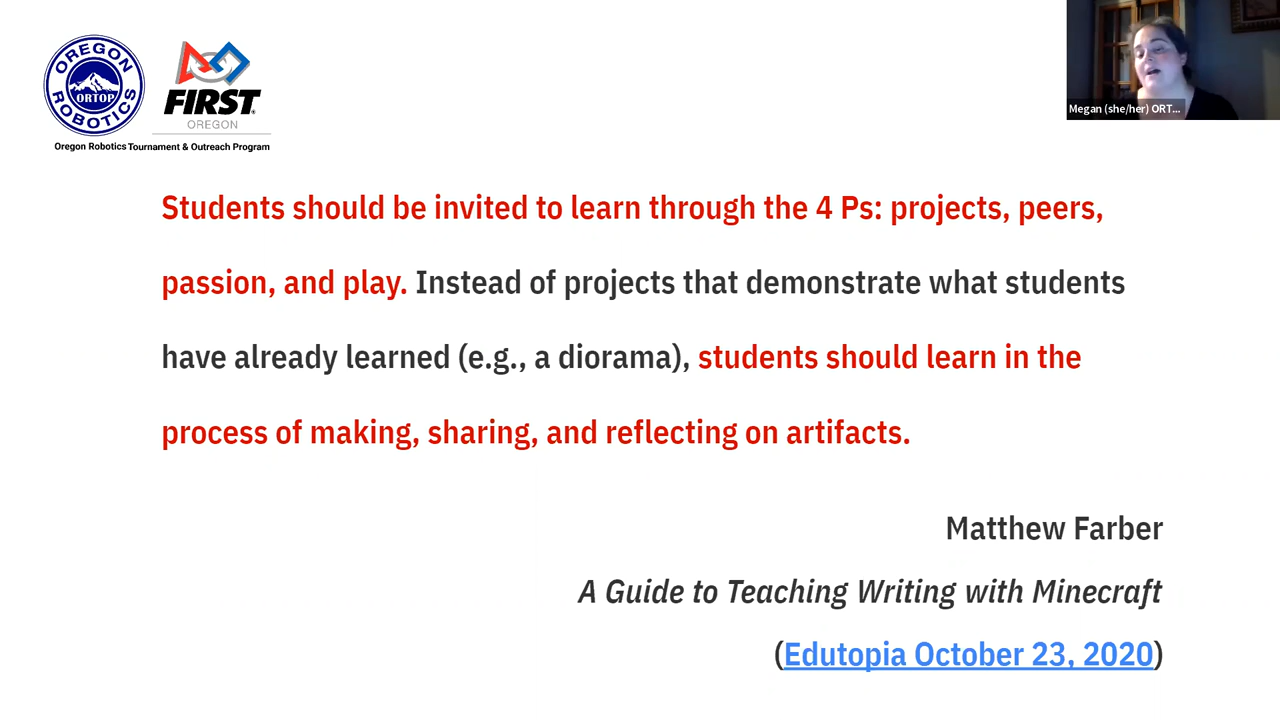 OREGON
ROBOTICS
ORTOP
FIRST
OREGON
Oregon Robotics Tournament & Outreach Program
Megan (she/her) ORT...
Students should be invited to learn through the 4 Ps: projects, peers,
passion, and play. Instead of projects that demonstrate what students
have already learned (e.g., a diorama), students should learn in the
process of making, sharing, and reflecting on artifacts.
Matthew Farber
A Guide to Teaching Writing with Minecraft
(Edutopia October 23, 2020)